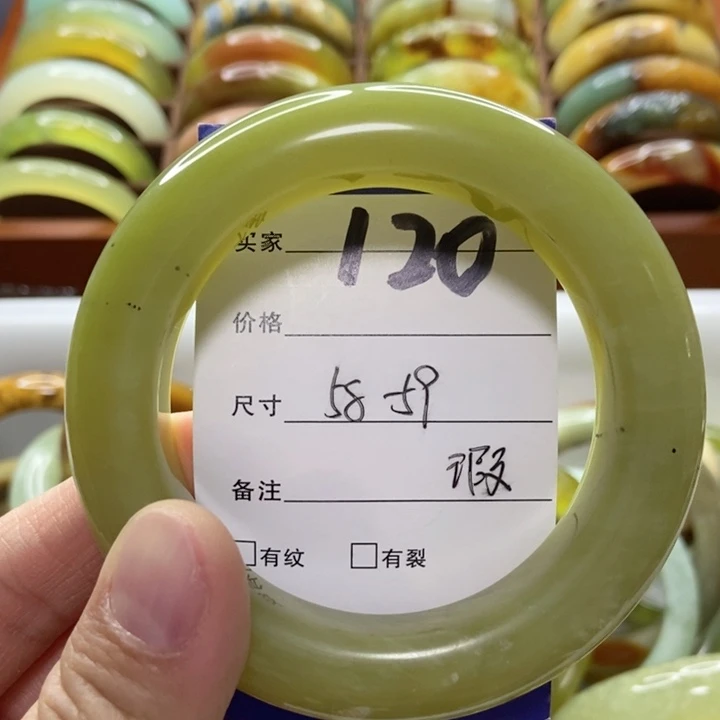 买家 120
价格
尺寸 58-59
备注 瑕
□有纹 □有裂